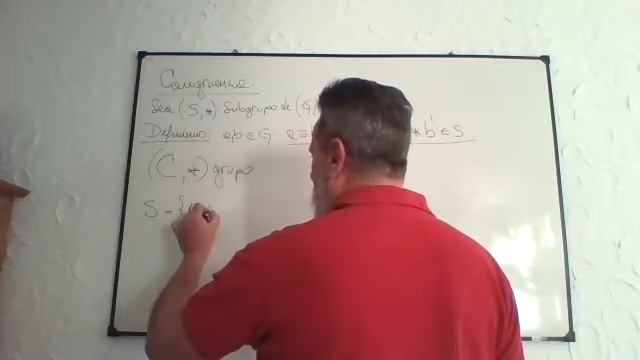 Congruencia.
Sea (S,*) Subgrupo de (G,
Definimos a,b ∈ G a≡ * b' ∈ S
(C,*) grupo
S = {